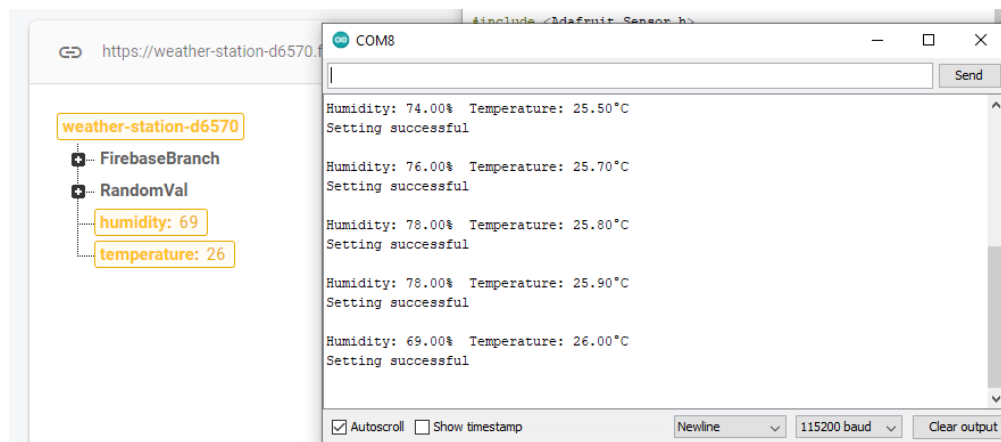 #include <Adafruit Sensor.h>
https://weather-station-d6570.f
COM8
Send
weather-station-d6570
FirebaseBranch
RandomVal
humidity: 69
temperature: 26
Humidity: 74.00%  Temperature: 25.50°C
Setting successful
Humidity: 76.00%  Temperature: 25.70°C
Setting successful
Humidity: 78.00%  Temperature: 25.80°C
Setting successful
Humidity: 78.00%  Temperature: 25.90°C
Setting successful
Humidity: 69.00%  Temperature: 26.00°C
Setting successful
Autoscroll Show timestamp Newline 115200 baud Clear output